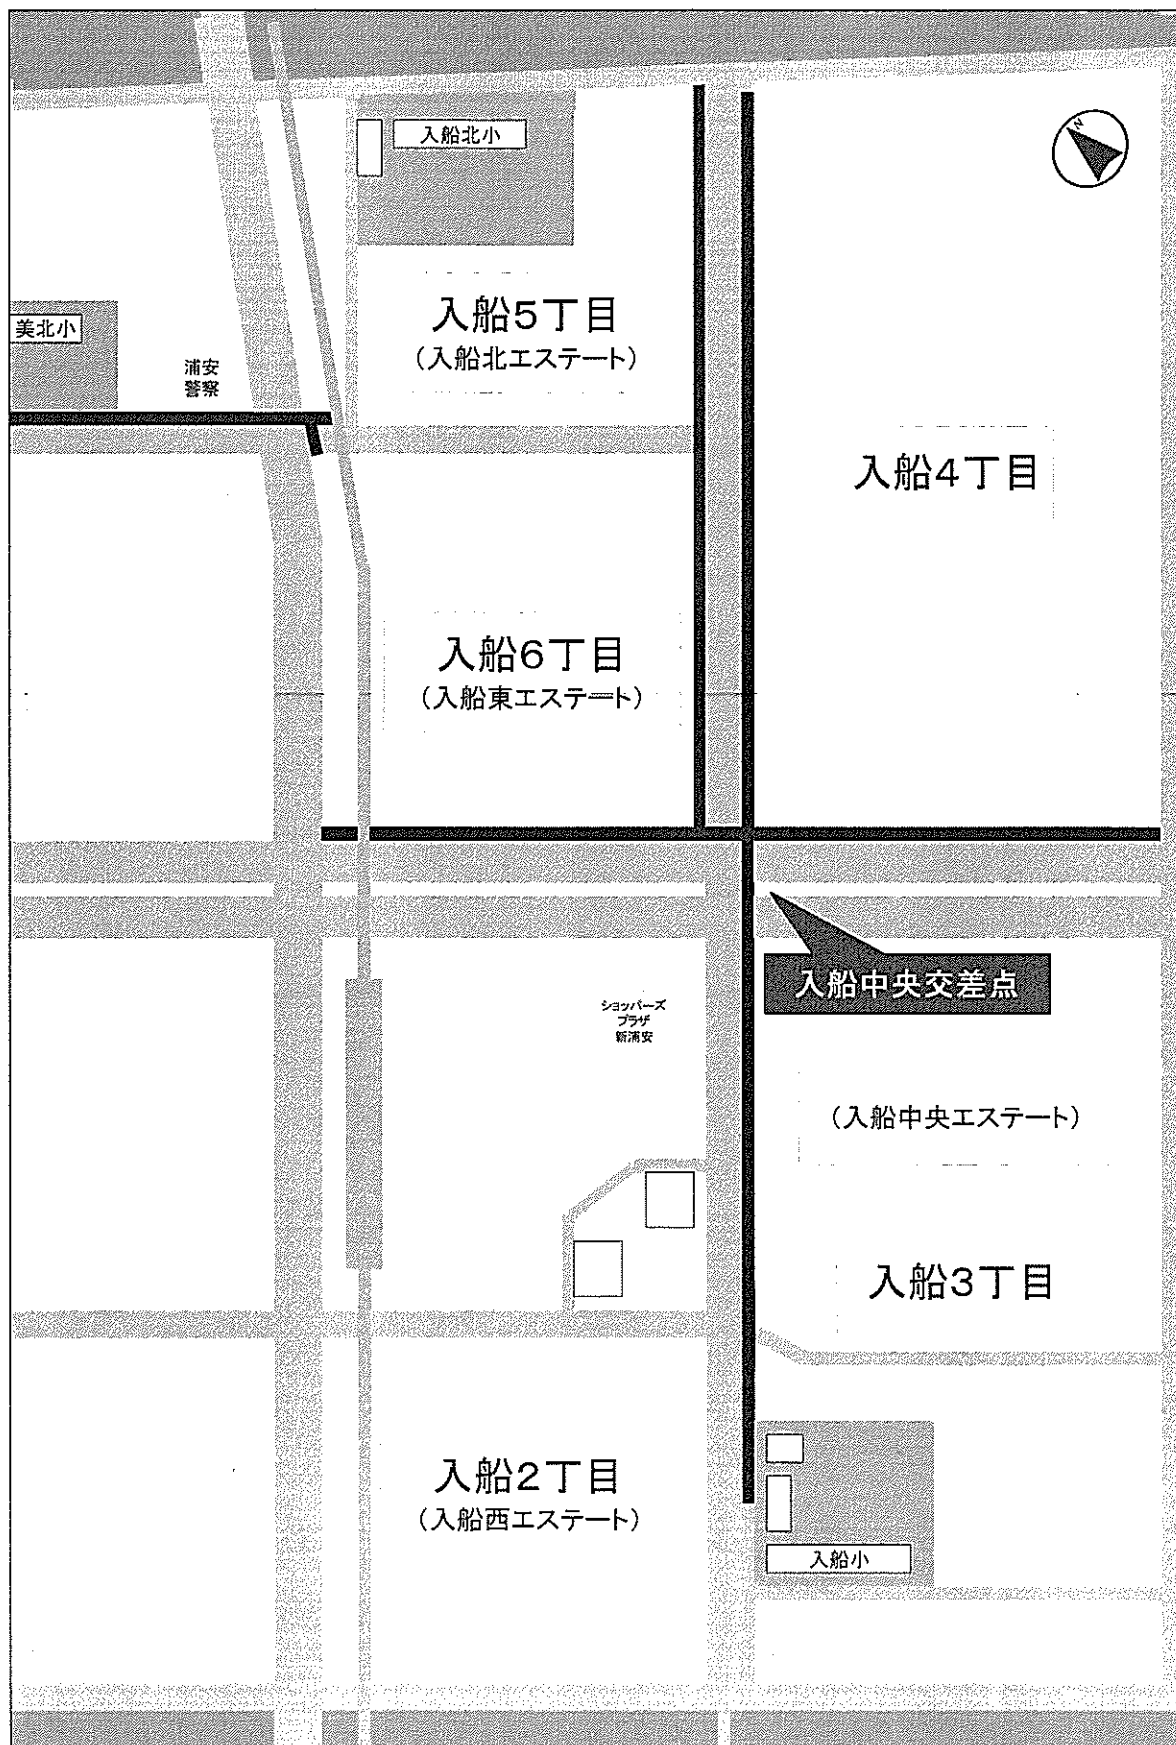 N
入船北小
入船5丁目
(入船北エステート)
美北小
浦安
警察
入船4丁目
入船6丁目
(入船東エステート)
入船中央交差点
ショッパーズ
プラザ
新浦安
(入船中央エステート)
入船3丁目
入船2丁目
(入船西エステート)
入船小